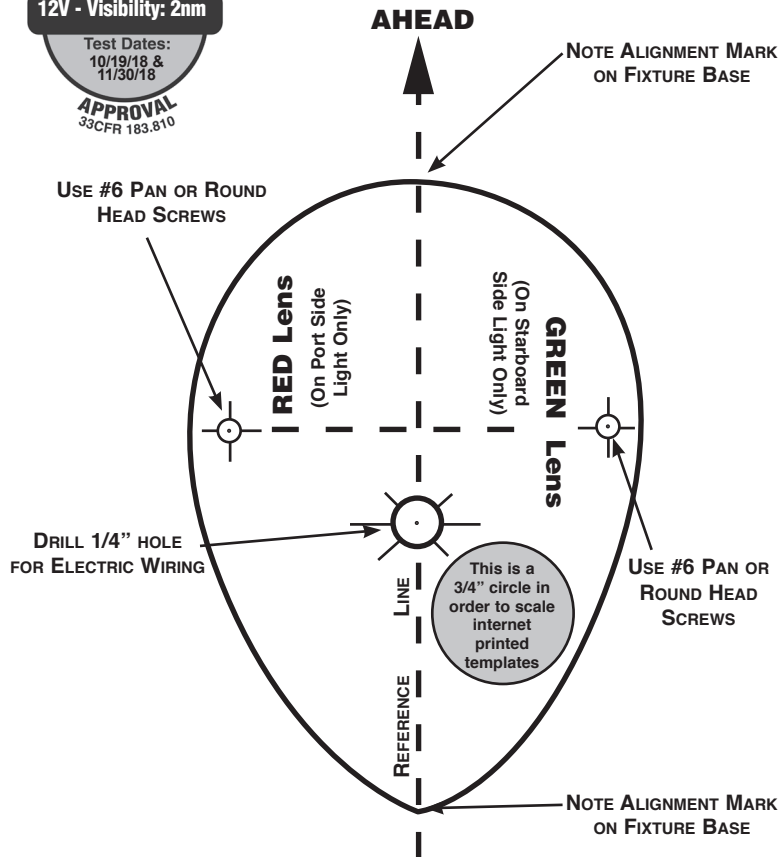 12V - Visibility: 2nm
Test Dates:
10/19/18 &
11/30/18
APPROVAL
33CFR 183.810
AHEAD
NOTE ALIGNMENT MARK
ON FIXTURE BASE
USE #6 PAN OR ROUND
HEAD SCREWS
RED Lens
(On Port Side
Light Only)
GREEN Lens
(On Starboard
Side Light Only)
DRILL 1/4” HOLE
FOR ELECTRIC WIRING
This is a
3/4” circle in
order to scale
internet
printed
templates
USE #6 PAN OR
ROUND HEAD
SCREWS
REFERENCE LINE
NOTE ALIGNMENT MARK
ON FIXTURE BASE